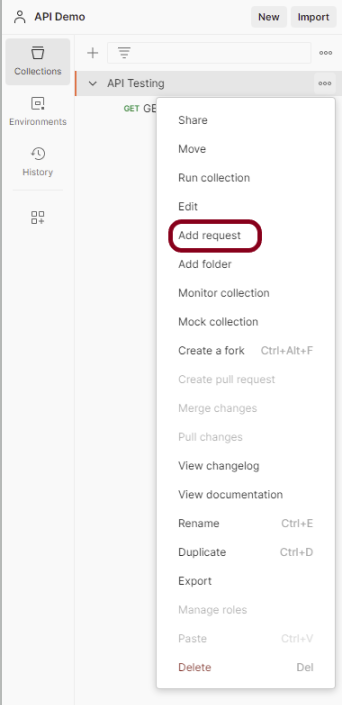 API Demo New Import
Collections
Environments
History
API Testing
GET GE
Share
Move
Run collection
Edit
Add request
Add folder
Monitor collection
Mock collection
Create a fork Ctrl+Alt+F
Create pull request
Merge changes
Pull changes
View changelog
View documentation
Rename Ctrl+E
Duplicate Ctrl+D
Export
Manage roles
Paste Ctrl+V
Delete Del